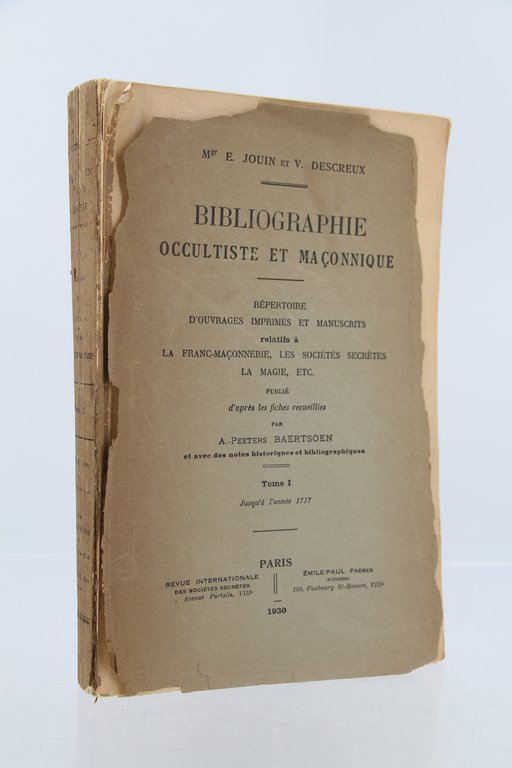 Mgr E. JOUIN ET V. DESCREUX
BIBLIOGRAPHIE
OCCULTISTE ET MAÇONNIQUE
RÉPERTOIRE
D'OUVRAGES IMPRIMÉS ET MANUSCRITS
relatifs à
LA FRANC-MAÇONNERIE, LES SOCIÉTÉS SECRÈTES
LA MAGIE, ETC.
PUBLIÉ
d'après les fiches recueillies
PAR
A.-PEETERS BAERTSOEN
et avec des notes historiques et bibliographiques
Tome I
Jusqu'à l'année 1717
PARIS
REVUE INTERNATIONALE
DES SOCIÉTÉS SECRÈTES
Avenue Portalis, VIIIe
ÉMILE-PAUL FRÈRES
100, Faubourg St-Honoré, VIIIe
1930